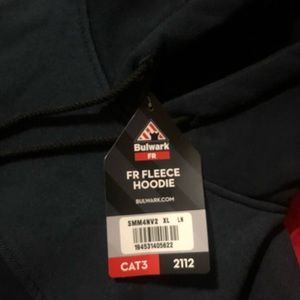 Bulwark
FR
FR FLEECE
HOODIE
BULWARK.COM
SMM4NV2 XL LN
194531405622
CAT3 2112